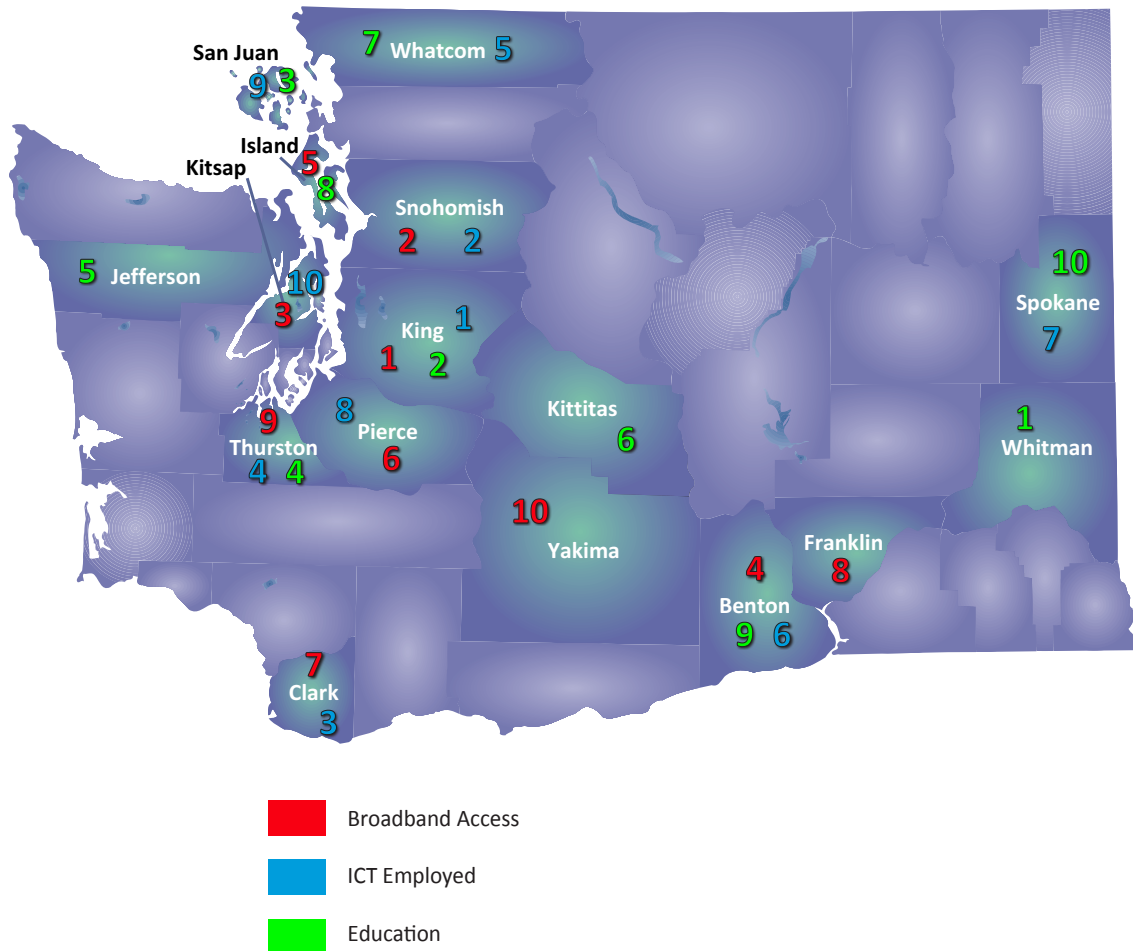 7 Whatcom 5
San Juan
9 3
Island
Kitsap
5
8
Snohomish
2 2
5 Jefferson
10
3
10
Spokane
7
1
King
1 2
Kittitas
6
8
Pierce
6
9
Thurston
4 4
1
Whitman
10
Yakima
Franklin
8
4
Benton
9 6
7
Clark
3
Broadband Access
ICT Employed
Education